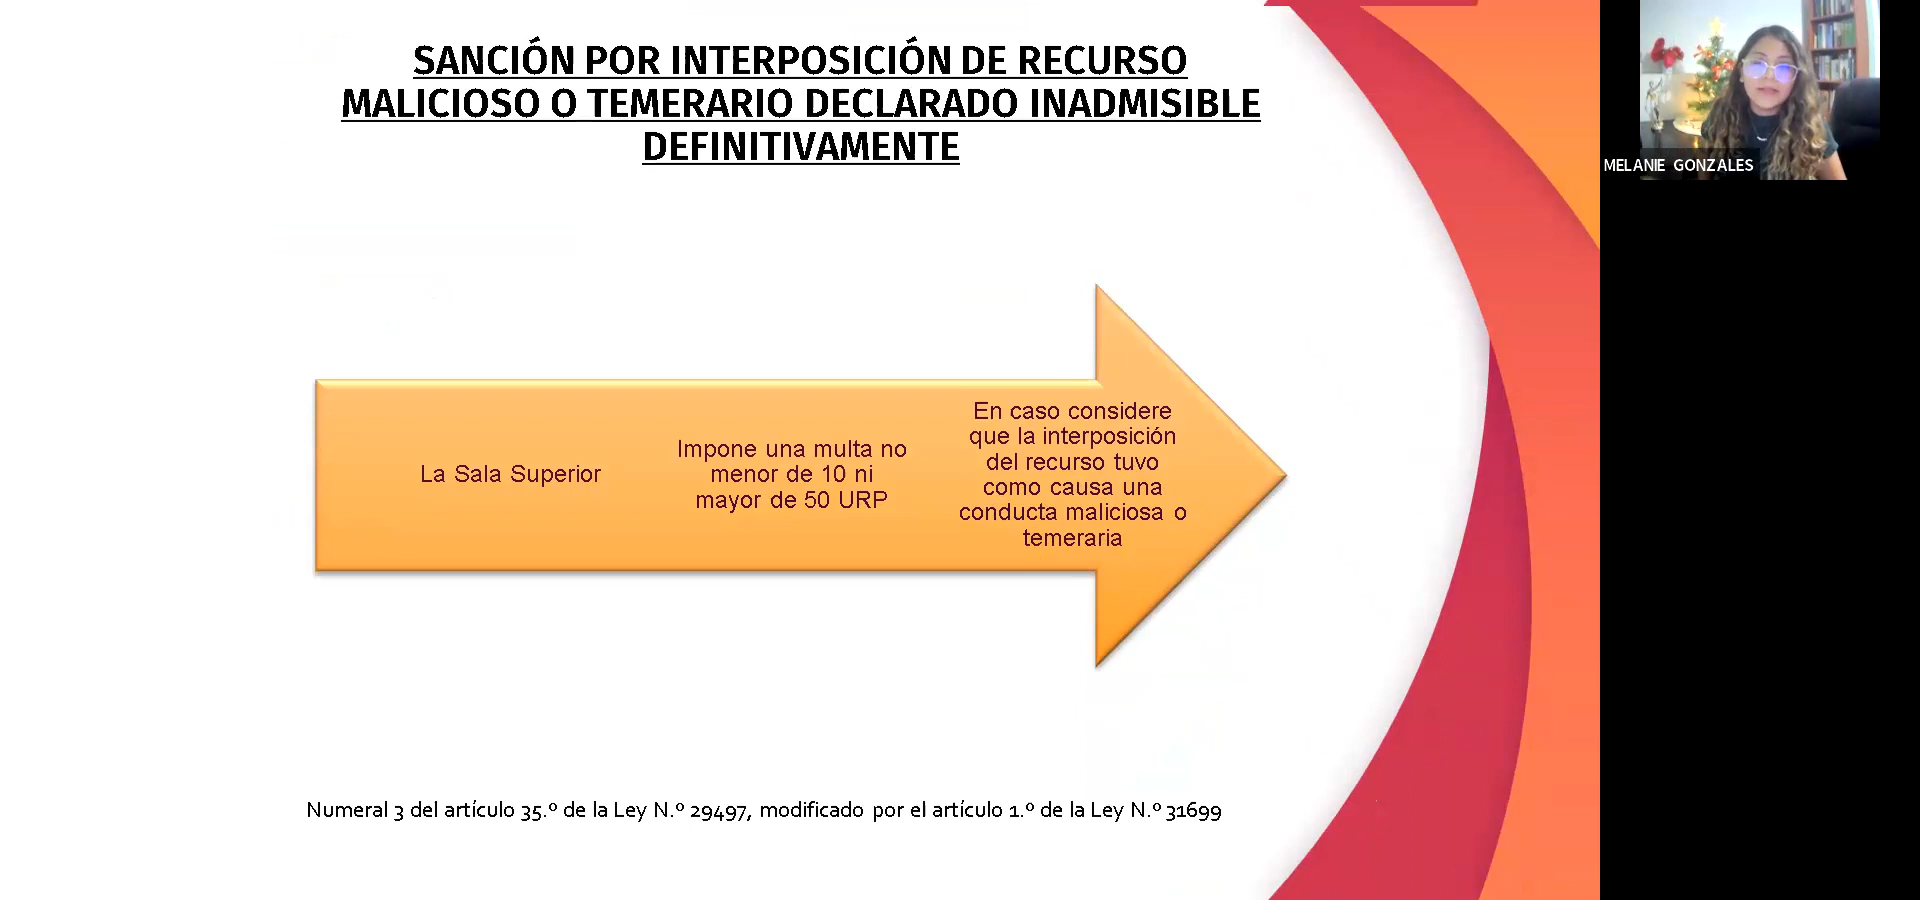 SANCIÓN POR INTERPOSICIÓN DE RECURSO
MALICIOSO O TEMERARIO DECLARADO INADMISIBLE
DEFINITIVAMENTE
MELANIE GONZALES
La Sala Superior
Impone una multa no
menor de 10 ni
mayor de 50 URP
En caso considere
que la interposición
del recurso tuvo
como causa una
conducta maliciosa o
temeraria
Numeral 3 del artículo 35.º de la Ley N.º 29497, modificado por el artículo 1.º de la Ley N.º 31699